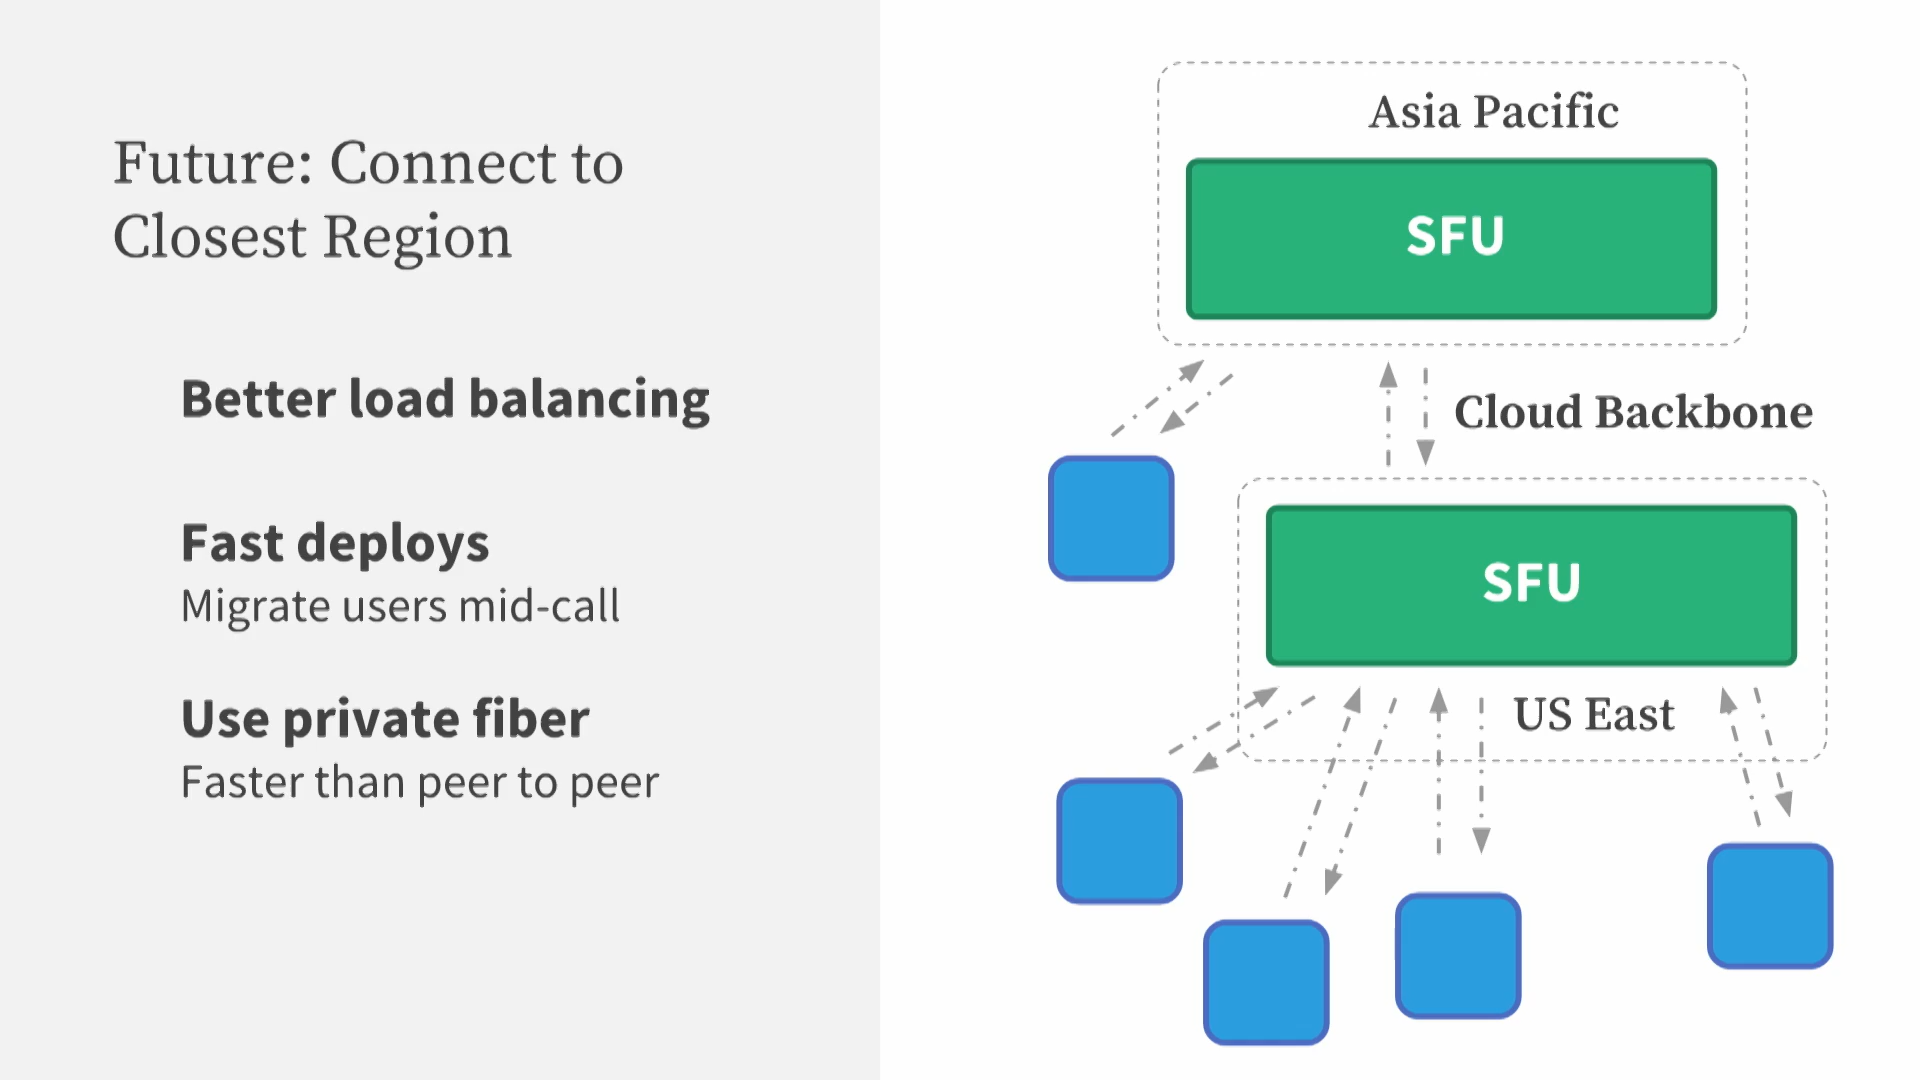 Future: Connect to
Closest Region
Better load balancing
Fast deploys
Migrate users mid-call
Use private fiber
Faster than peer to peer
Asia Pacific
SFU
Cloud Backbone
SFU
US East